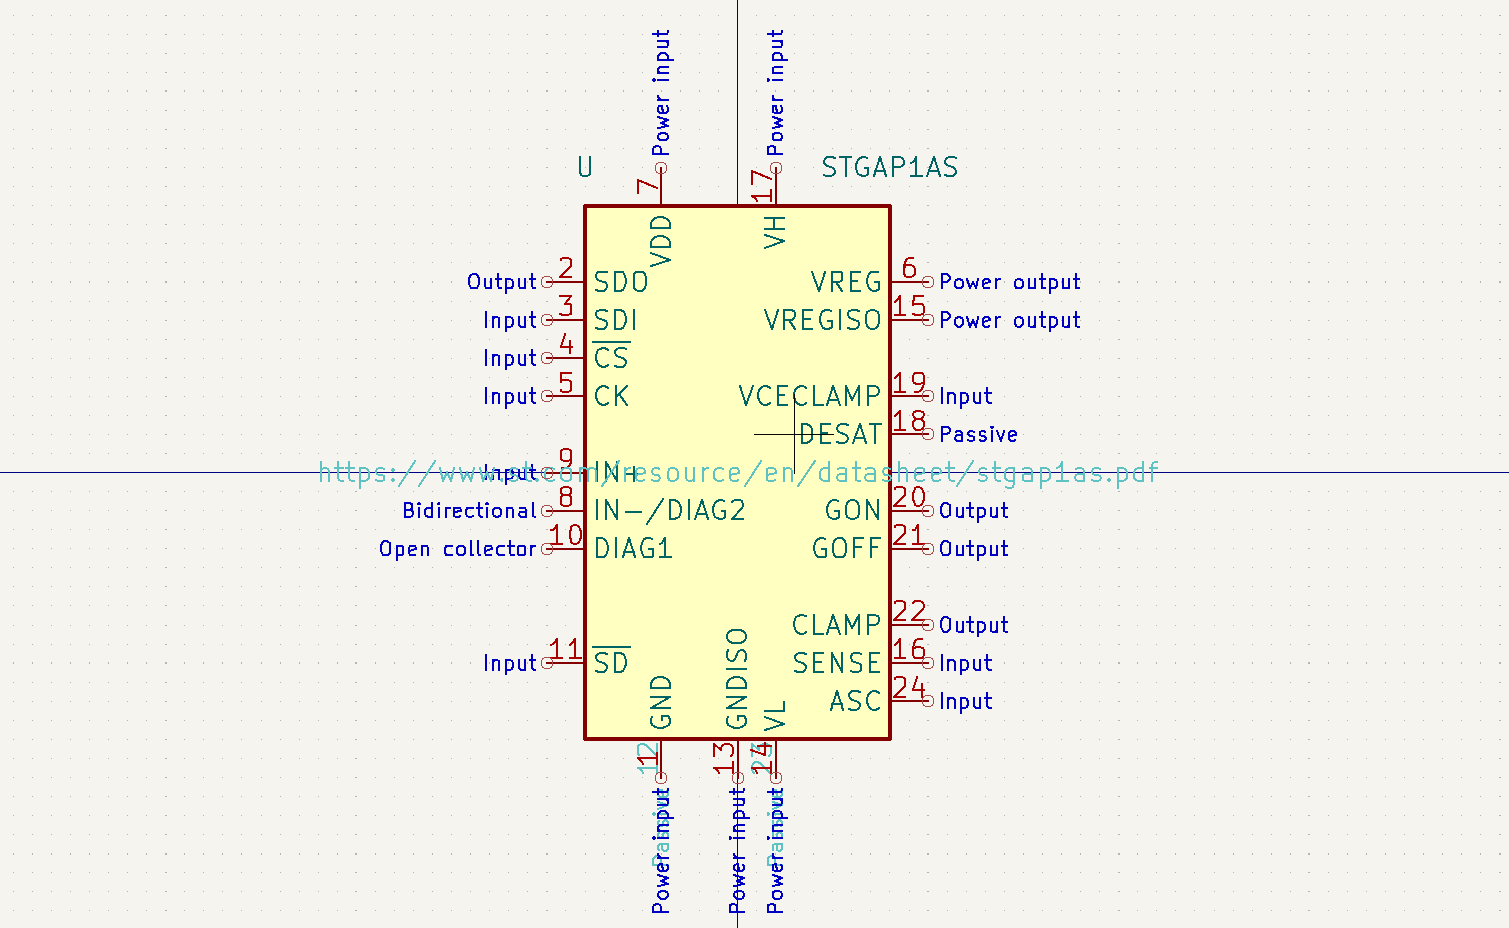 Power input
Power input
U
STGAP1AS
7
17
VDD
VH
Output 2 SDO
VREG 6 Power output
Input 3 SDI
VREGISO 15 Power output
Input 4 CS
Input 5 CK
VCECLAMP 19 Input
DESAT 18 Passive
Input 9 IN+
https://www.st.com/resource/en/datasheet/stgap1as.pdf
Bidirectional 8 IN-/DIAG2
GON 20 Output
Open collector 10 DIAG1
GOFF 21 Output
CLAMP 22 Output
Input 11 SD
SENSE 16 Input
ASC 24 Input
GND
GNDISO
VL
12
1
13
23
14
Passive
Power input
Power input
Passive
Power input